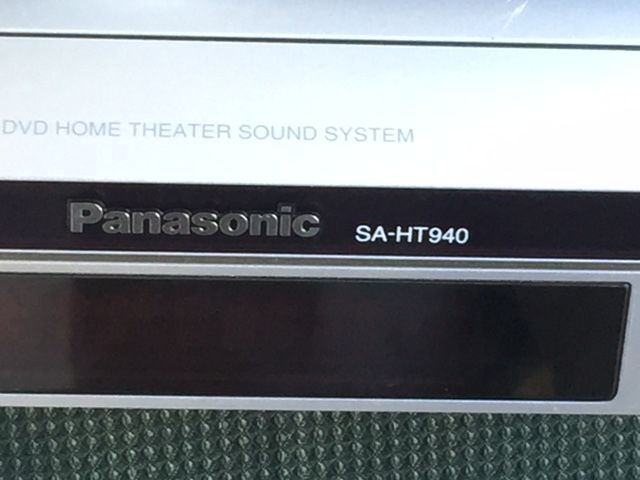 DVD HOME THEATER SOUND SYSTEM
Panasonic SA-HT940